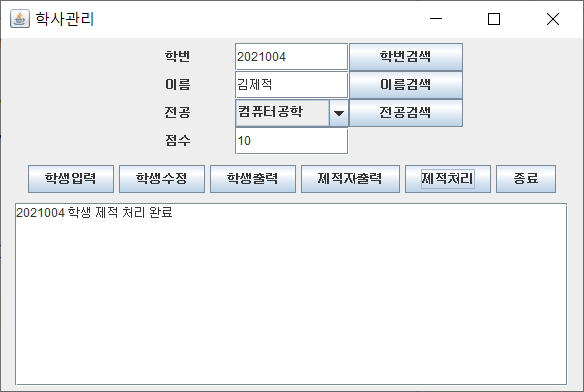 학사관리
학번 2021004 학번검색
이름 김제적 이름검색
전공 컴퓨터공학 전공검색
점수 10
학생입력 학생수정 학생출력 제적자출력 제적처리 종료
2021004 학생 제적 처리 완료